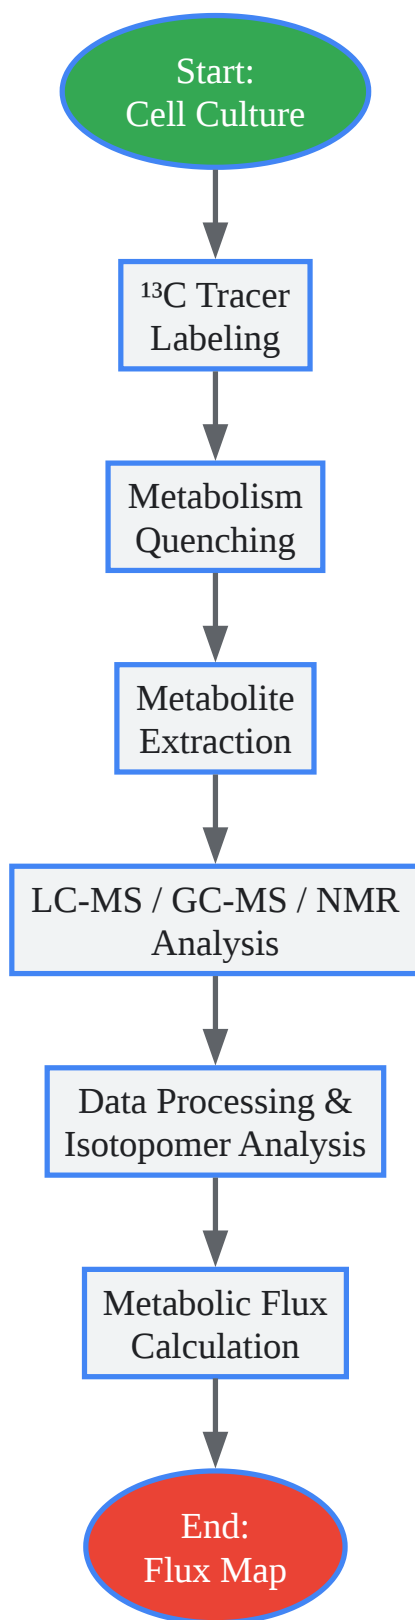 Start:
Cell Culture
¹³C Tracer
Labeling
Metabolism
Quenching
Metabolite
Extraction
LC-MS / GC-MS / NMR
Analysis
Data Processing &
Isotopomer Analysis
Metabolic Flux
Calculation
End:
Flux Map